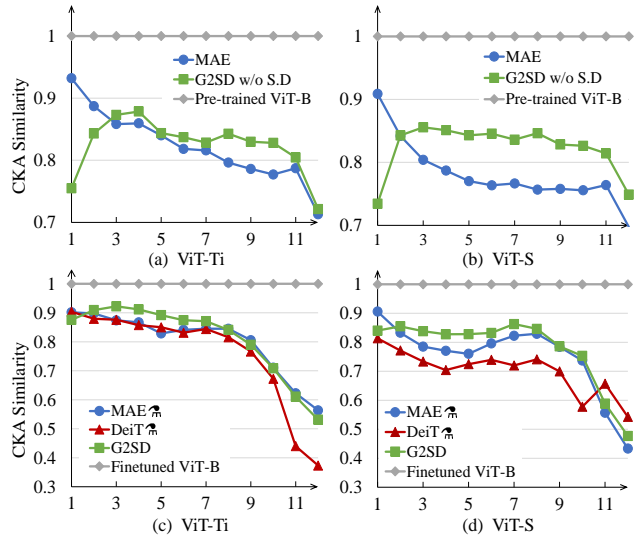 1
MAE
G2SD w/o S.D
Pre-trained ViT-B
0.9
0.8
0.7
CKA Similarity
1 3 5 7 9 11
(a) ViT-Ti
1
MAE
G2SD w/o S.D
Pre-trained ViT-B
0.9
0.8
0.7
1 3 5 7 9 11
(b) ViT-S
1
0.9
0.8
0.7
0.6
0.5
0.4
0.3
CKA Similarity
MAE⚗
DeiT⚗
G2SD
Finetuned ViT-B
1 3 5 7 9 11
(c) ViT-Ti
1
0.9
0.8
0.7
0.6
0.5
0.4
0.3
MAE⚗
DeiT⚗
G2SD
Finetuned ViT-B
1 3 5 7 9 11
(d) ViT-S